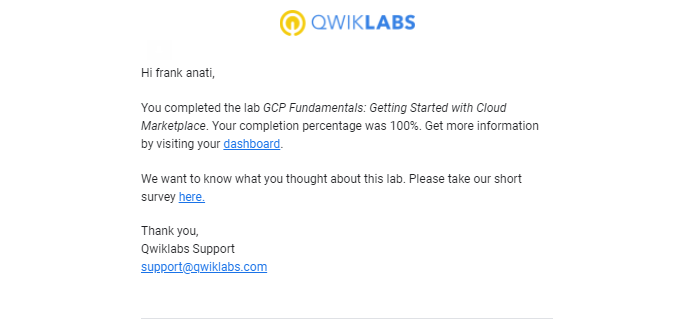 QWIKLABS
Hi frank anati,
You completed the lab GCP Fundamentals: Getting Started with Cloud
Marketplace. Your completion percentage was 100%. Get more information
by visiting your dashboard.
We want to know what you thought about this lab. Please take our short
survey here.
Thank you,
Qwiklabs Support
support@qwiklabs.com